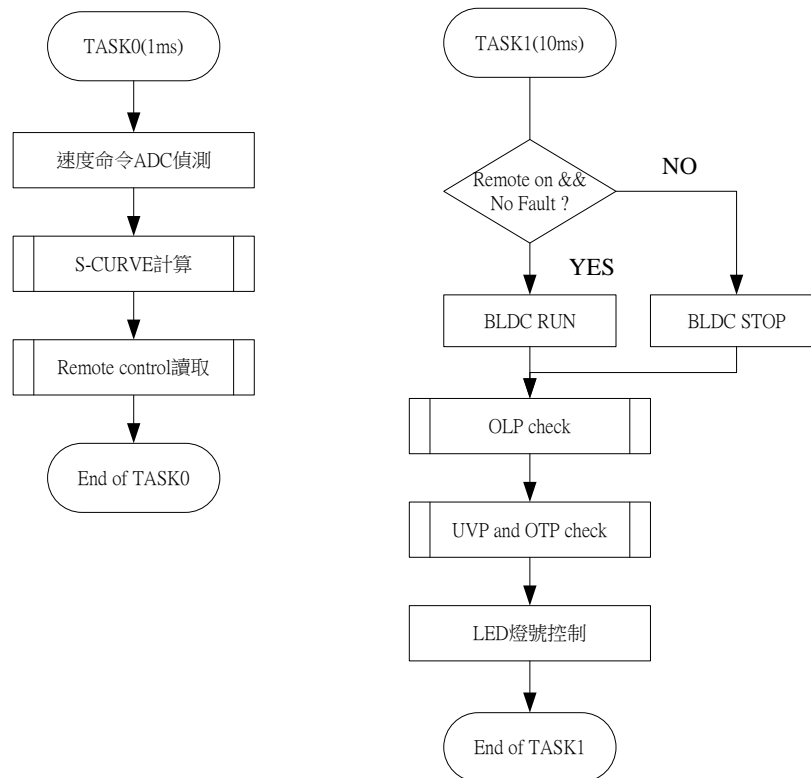 TASK0(1ms)
速度命令ADC偵測
S-CURVE計算
Remote control讀取
End of TASK0
TASK1(10ms)
Remote on &&
No Fault ?
NO
YES
BLDC RUN
BLDC STOP
OLP check
UVP and OTP check
LED燈號控制
End of TASK1